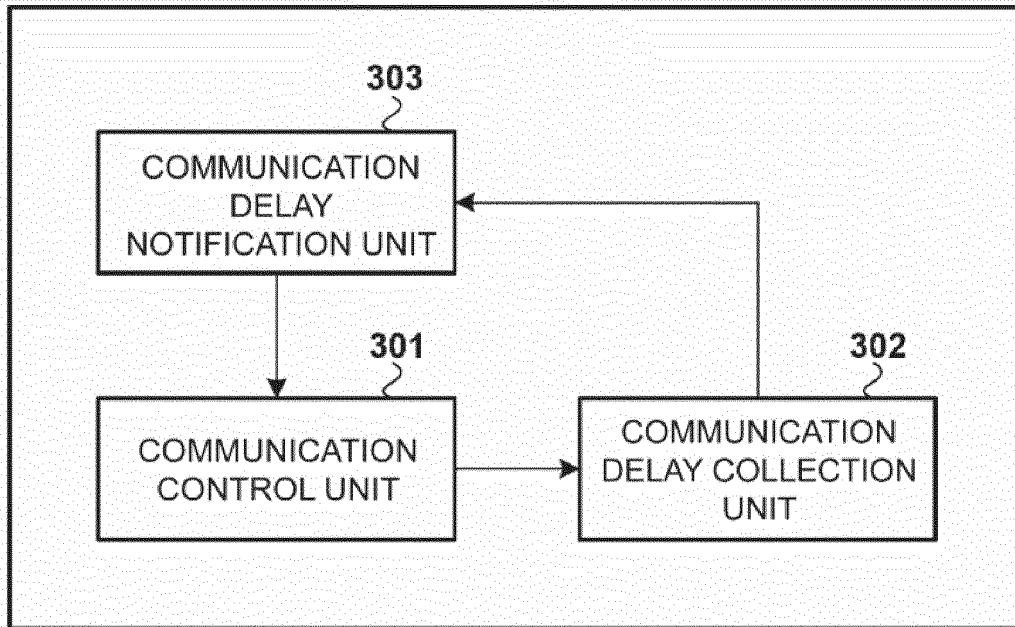 303
COMMUNICATION
DELAY
NOTIFICATION UNIT
301
COMMUNICATION
CONTROL UNIT
302
COMMUNICATION
DELAY COLLECTION
UNIT